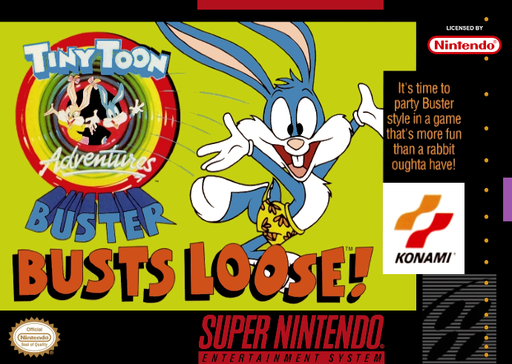 LICENSED BY
Nintendo
TINY TOON
Adventures™
BUSTER
BUSTS LOOSE!™
It's time to
party Buster
style in a game
that's more fun
than a rabbit
oughta have!
KONAMI
Official
Nintendo
Seal of Quality
SUPER NINTENDO
ENTERTAINMENT SYSTEM